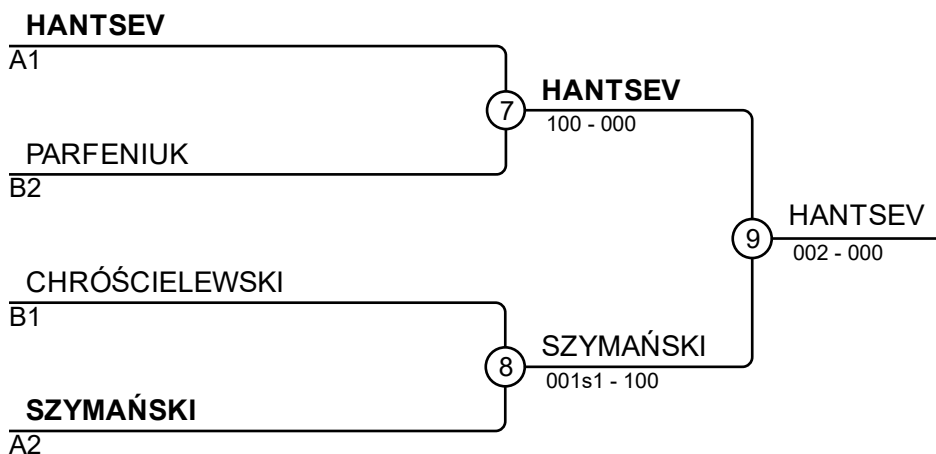 HANTSEV
A1
7
HANTSEV
100 - 000
PARFENIUK
B2
9
HANTSEV
002 - 000
CHRÓŚCIELEWSKI
B1
8
SZYMAŃSKI
001s1 - 100
SZYMAŃSKI
A2